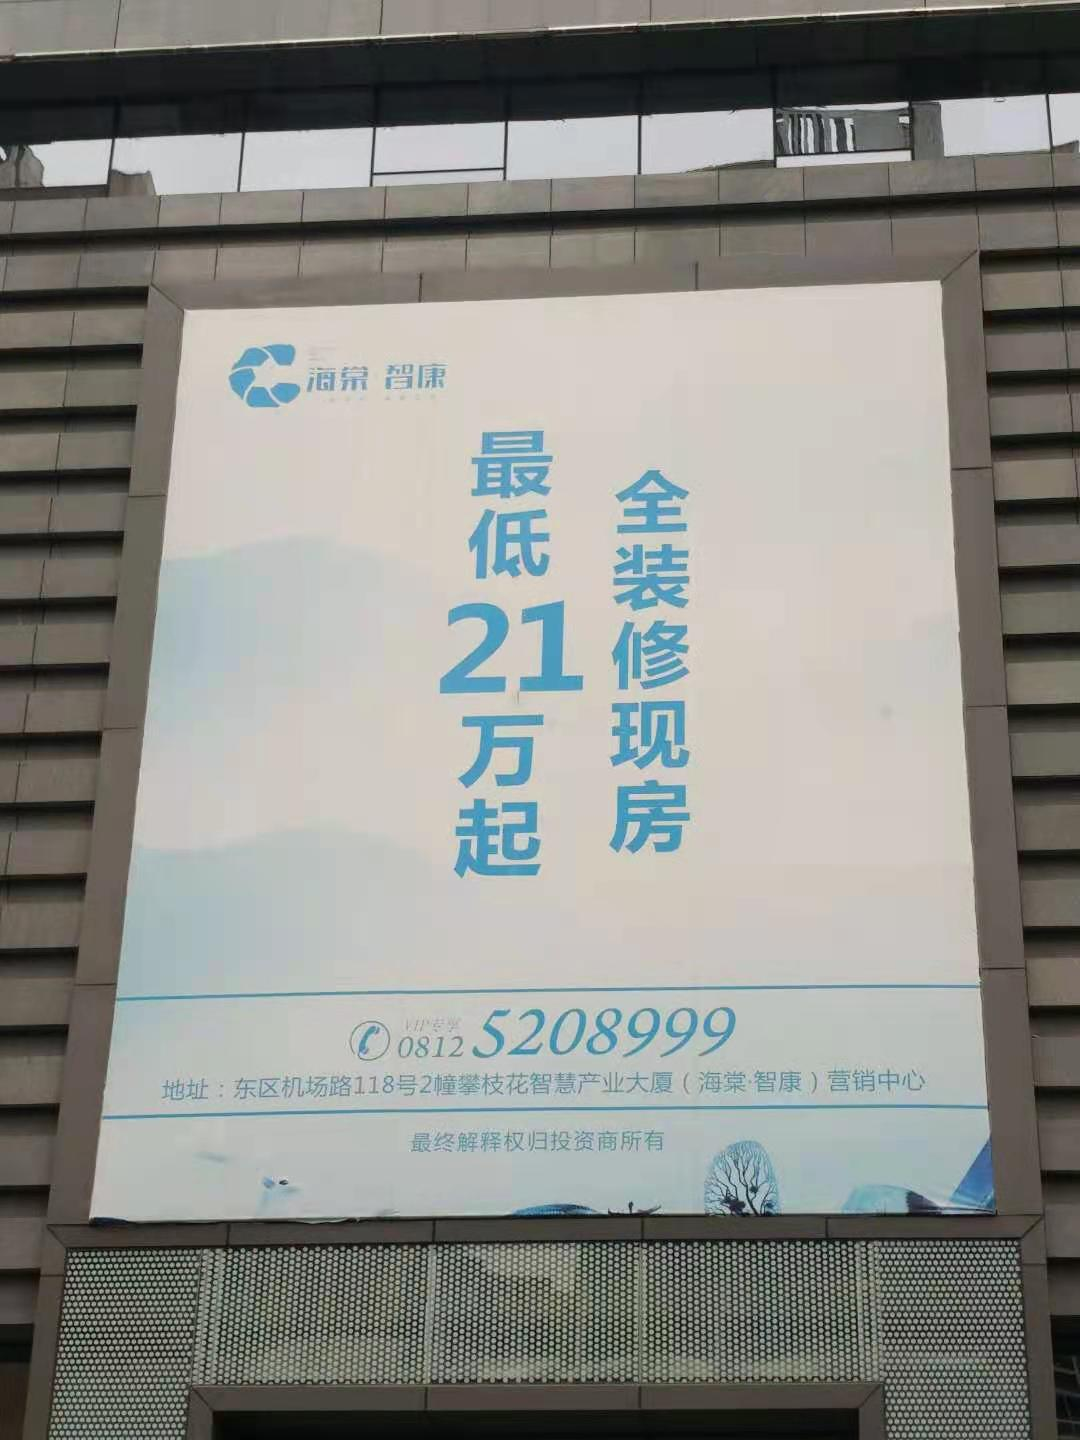 海棠 智康
全装修现房
最低21万起
VIP专享
0812 5208999
地址：东区机场路118号2幢攀枝花智慧产业大厦（海棠·智康）营销中心
最终解释权归投资商所有